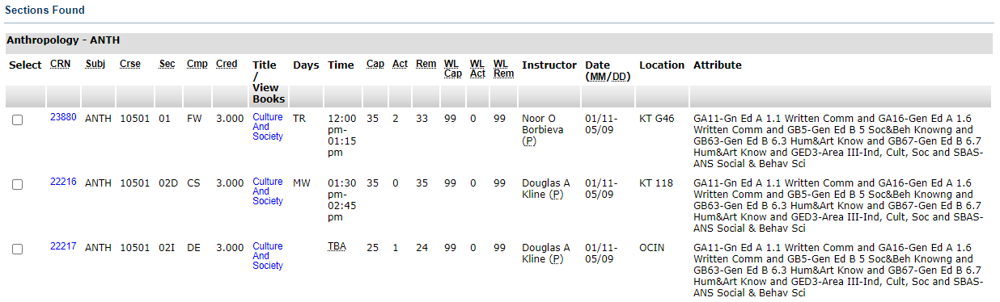 Sections Found
Anthropology - ANTH
Select CRN Subj Crse Sec Cmp Cred Title / View Books Days Time Cap Act Rem WL Cap WL Act WL Rem Instructor Date (MM/DD) Location Attribute
23880 ANTH 10501 01 FW 3.000 Culture And Society TR 12:00 pm-01:15 pm 35 2 33 99 0 99 Noor O Borbieva (P) 01/11-05/09 KT G46 GA11-Gn Ed A 1.1 Written Comm and GA16-Gen Ed A 1.6
Written Comm and GB5-Gen Ed B 5 Soc&Beh Knowng and
GB63-Gen Ed B 6.3 Hum&Art Know and GB67-Gen Ed B 6.7
Hum&Art Know and GED3-Area III-Ind, Cult, Soc and SBAS-
ANS Social & Behav Sci
22216 ANTH 10501 02D CS 3.000 Culture And Society MW 01:30 pm-02:45 pm 35 0 35 99 0 99 Douglas A Kline (P) 01/11-05/09 KT 118 GA11-Gn Ed A 1.1 Written Comm and GA16-Gen Ed A 1.6
Written Comm and GB5-Gen Ed B 5 Soc&Beh Knowng and
GB63-Gen Ed B 6.3 Hum&Art Know and GB67-Gen Ed B 6.7
Hum&Art Know and GED3-Area III-Ind, Cult, Soc and SBAS-
ANS Social & Behav Sci
22217 ANTH 10501 02I DE 3.000 Culture And Society TBA 25 1 24 99 0 99 Douglas A Kline (P) 01/11-05/09 OCIN GA11-Gn Ed A 1.1 Written Comm and GA16-Gen Ed A 1.6
Written Comm and GB5-Gen Ed B 5 Soc&Beh Knowng and
GB63-Gen Ed B 6.3 Hum&Art Know and GB67-Gen Ed B 6.7
Hum&Art Know and GED3-Area III-Ind, Cult, Soc and SBAS-
ANS Social & Behav Sci